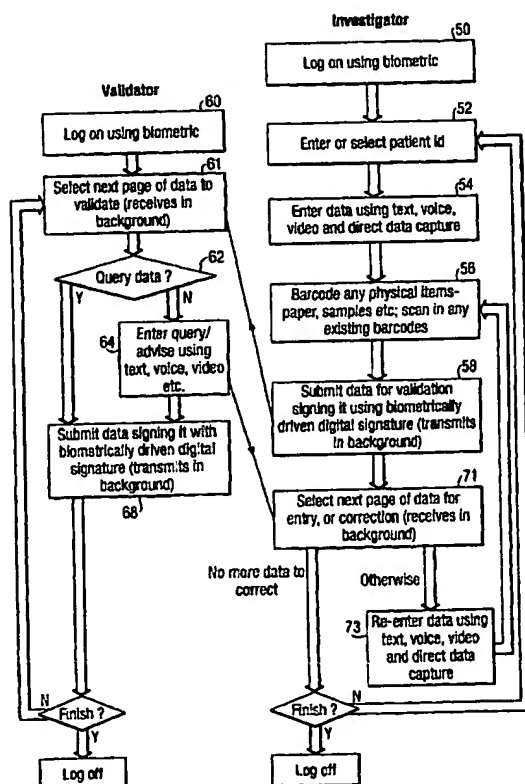 Investigator
50
Log on using biometric
52
Enter or select patient id
54
Enter data using text, voice,
video and direct data capture
56
Barcode any physical items-
paper, samples etc; scan in any
existing barcodes
58
Submit data for validation
signing it using biometrically
driven digital signature (transmits
in background)
71
Select next page of data for
entry, or correction (receives in
background)
No more data to
correct
Otherwise
73
Re-enter data using
text, voice, video
and direct data
capture
Finish ?
N
Y
Log off
Validator
60
Log on using biometric
61
Select next page of data to
validate (receives in
background)
62
Query data ?
Y
N
64
Enter query/
advise using
text, voice, video
etc.
Submit data signing it with
biometrically driven digital
signature (transmits in
background)
68
N
Finish ?
Y
Log off